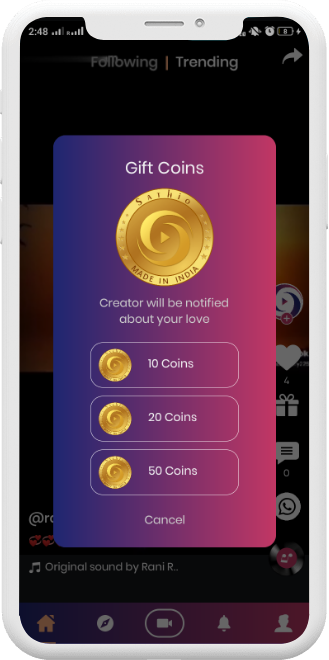 2:48
8
Following | Trending
Gift Coins
Sathio
MADE IN INDIA
Creator will be notified
about your love
10 Coins
20 Coins
4
50 Coins
0
Cancel
Original sound by Rani R..